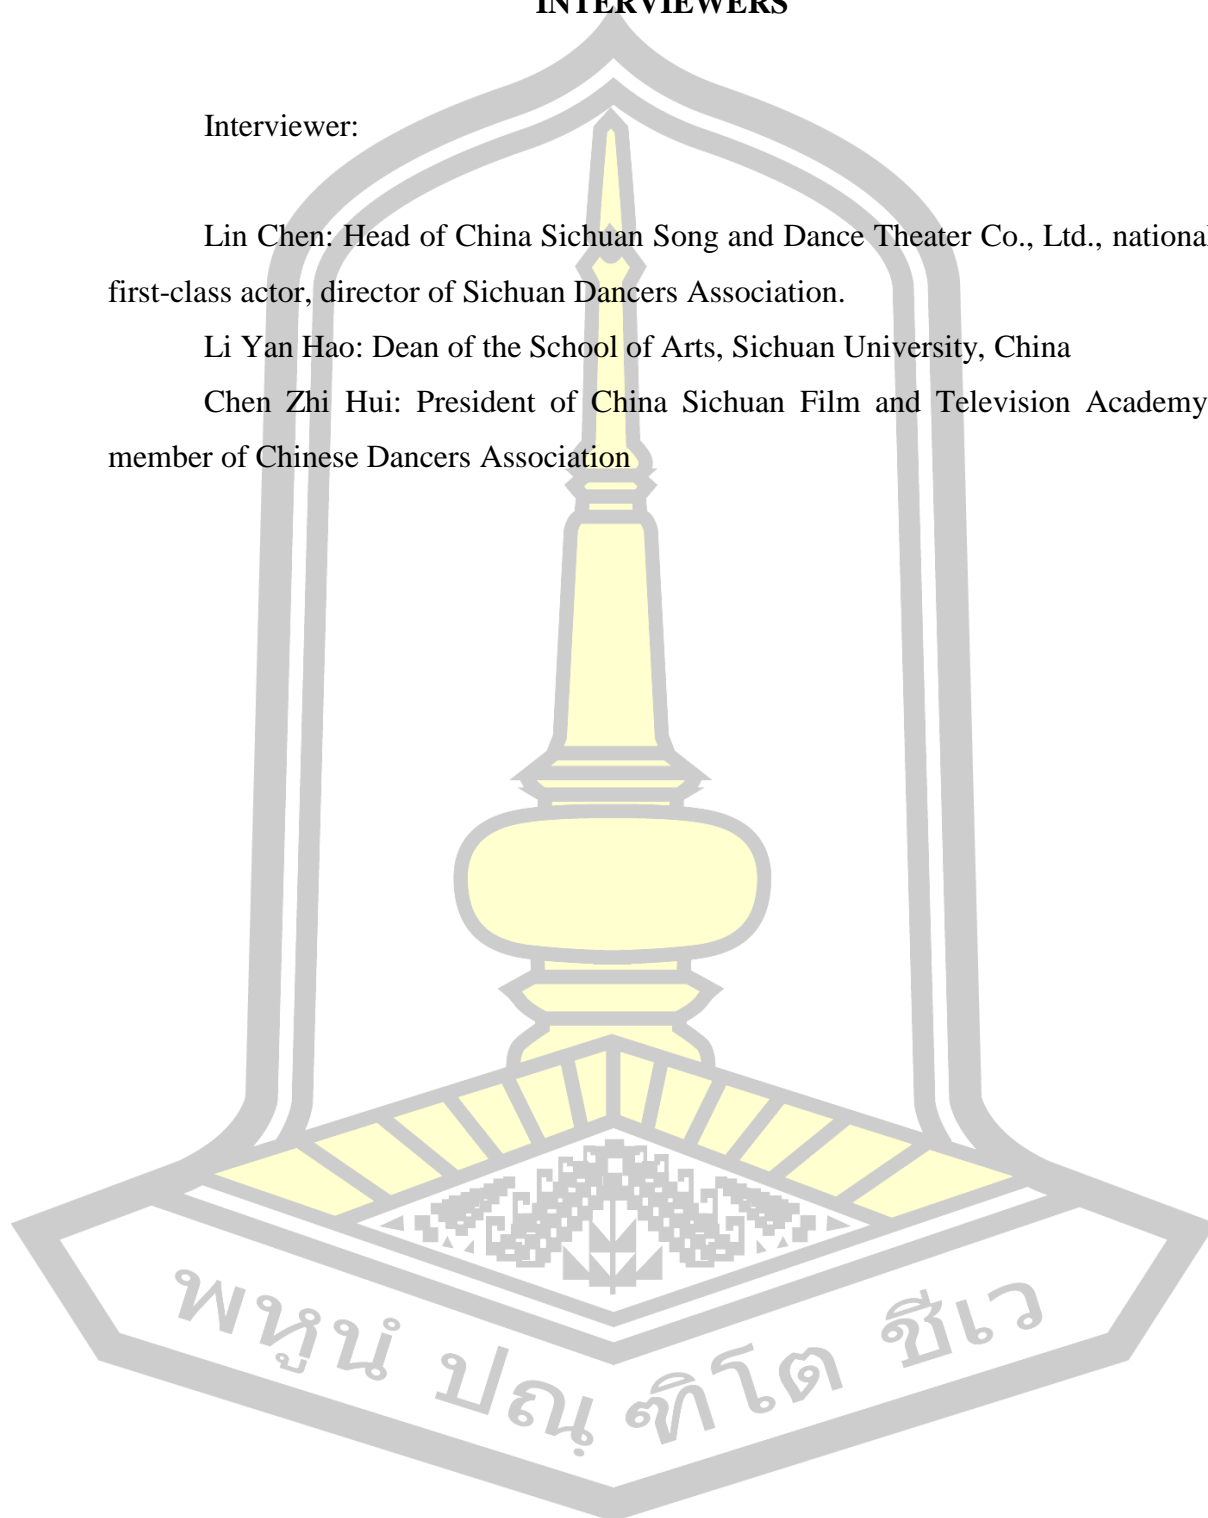 INTERVIEWERS
Interviewer:
Lin Chen: Head of China Sichuan Song and Dance Theater Co., Ltd., national
first-class actor, director of Sichuan Dancers Association.
Li Yan Hao: Dean of the School of Arts, Sichuan University, China
Chen Zhi Hui: President of China Sichuan Film and Television Academy
member of Chinese Dancers Association
พหูนํ ปณฺฑิโต ชีเว